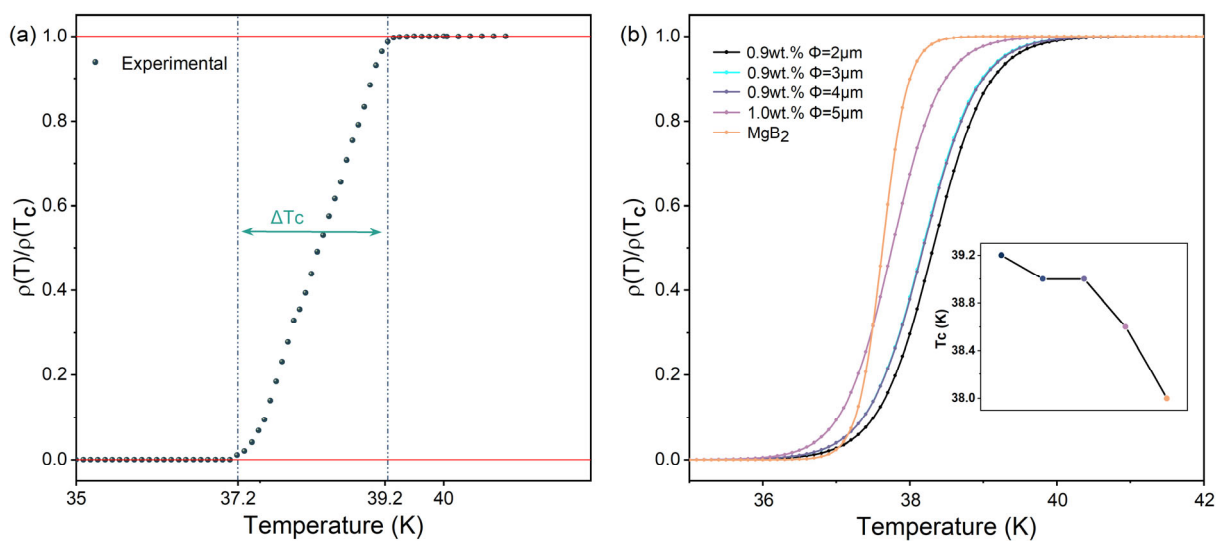 (a)
1.0
0.8
0.6
0.4
0.2
0.0
ρ(T)/ρ(Tc)
Experimental
ΔTc
35
37.2
39.2
40
Temperature (K)
(b)
1.0
0.8
0.6
0.4
0.2
0.0
ρ(T)/ρ(Tc)
0.9wt.% Φ=2μm
0.9wt.% Φ=3μm
0.9wt.% Φ=4μm
1.0wt.% Φ=5μm
MgB₂
39.2
38.8
38.4
38.0
Tc (K)
36
38
40
42
Temperature (K)